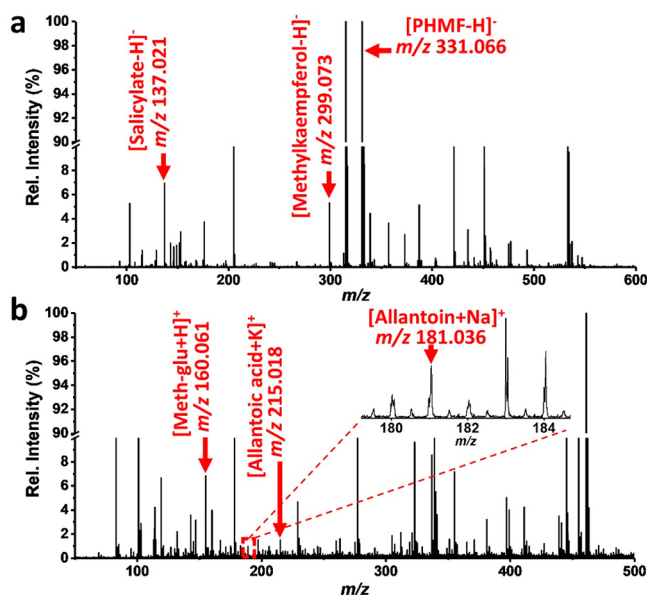 a
[PHMF-H]-
m/z 331.066
[Salicylate-H]-
m/z 137.021
[Methylkaempferol-H]-
m/z 299.073
Rel. Intensity (%)
100
98
96
94
92
90
8
6
4
2
0
100 200 300 400 500 600
m/z
b
[Allantoin+Na]+
m/z 181.036
[Meth-glu+H]+
m/z 160.061
[Allantoic acid+K]+
m/z 215.018
Rel. Intensity (%)
100
98
96
94
92
90
8
6
4
2
0
180 182 184
m/z
100 200 300 400 500
m/z